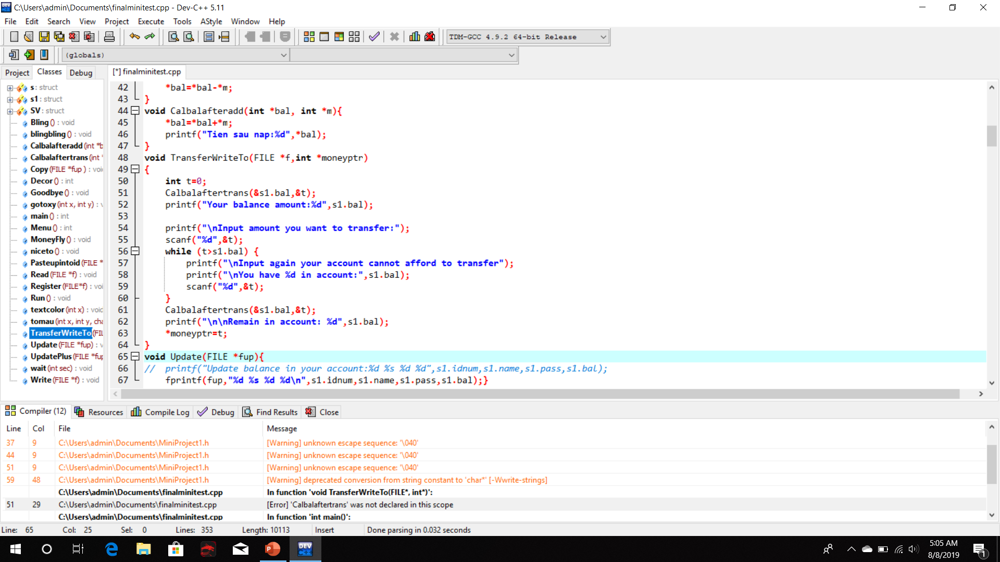 C:\Users\admin\Documents\finalminitest.cpp - Dev-C++ 5.11
File Edit Search View Project Execute Tools AStyle Window Help
TDM-GCC 4.9.2 64-bit Release
(globals)
Project Classes Debug
[*] finalminitest.cpp
s : struct
s1 : struct
SV : struct
Bling () : void
blingbling () : void
Calbalafteradd (int *b
Calbalaftertrans (int *
Copy (FILE *fup ) : voi
Decor () : int
Goodbye () : void
gotoxy (int x, int y) : v
main () : int
Menu () : int
MoneyFly () : void
niceto () : void
Pasteupintoid (FILE *
Read (FILE *f) : void
Register (FILE*f) : voi
Run () : void
textcolor (int x) : voic
tomau (int x, int y, cha
TransferWriteTo (FIL
Update (FILE *fup) : v
UpdatePlus (FILE *fup
wait (int sec) : void
Write (FILE *f) : void
42 *bal=*bal-*m;
43 }
44 void Calbalafteradd(int *bal, int *m){
45 *bal=*bal+*m;
46 printf("Tien sau nap:%d",*bal);
47 }
48 void TransferWriteTo(FILE *f,int *moneyptr)
49 {
50 int t=0;
51 Calbalaftertrans(&s1.bal,&t);
52 printf("Your balance amount:%d",s1.bal);
53
54 printf("\nInput amount you want to transfer:");
55 scanf("%d",&t);
56 while (t>s1.bal) {
57 printf("\nInput again your account cannot afford to transfer");
58 printf("\nYou have %d in account:",s1.bal);
59 scanf("%d",&t);
60 }
61 Calbalaftertrans(&s1.bal,&t);
62 printf("\n\nRemain in account: %d",s1.bal);
63 *moneyptr=t;
64 }
65 void Update(FILE *fup){
66 // printf("Update balance in your account:%d %s %d %d",s1.idnum,s1.name,s1.pass,s1.bal);
67 fprintf(fup,"%d %s %d %d\n",s1.idnum,s1.name,s1.pass,s1.bal);}
Compiler (12) Resources Compile Log Debug Find Results Close
Line Col File Message
37 9 C:\Users\admin\Documents\MiniProject1.h [Warning] unknown escape sequence: '\040'
44 9 C:\Users\admin\Documents\MiniProject1.h [Warning] unknown escape sequence: '\040'
51 9 C:\Users\admin\Documents\MiniProject1.h [Warning] unknown escape sequence: '\040'
59 48 C:\Users\admin\Documents\MiniProject1.h [Warning] deprecated conversion from string constant to 'char*' [-Wwrite-strings]
C:\Users\admin\Documents\finalminitest.cpp In function 'void TransferWriteTo(FILE*, int*)':
51 29 C:\Users\admin\Documents\finalminitest.cpp [Error] 'Calbalaftertrans' was not declared in this scope
C:\Users\admin\Documents\finalminitest.cpp In function 'int main()':
Line: 65 Col: 25 Sel: 0 Lines: 353 Length: 10113 Insert Done parsing in 0.032 seconds
DEV C++
5:05 AM
8/8/2019
1